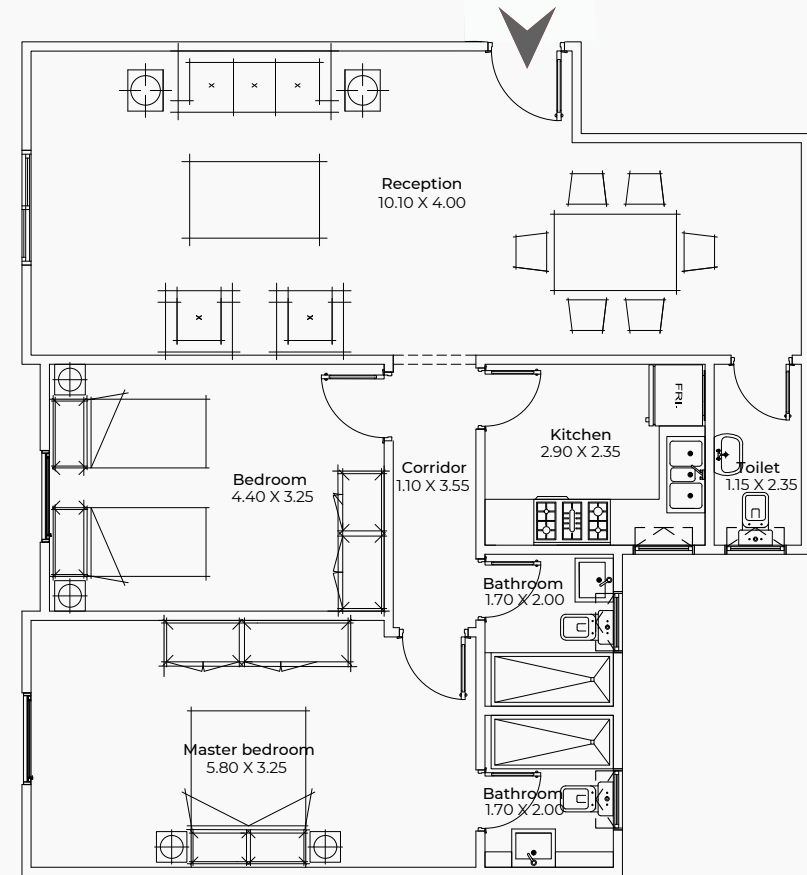 Reception
10.10 X 4.00
FRI.
Kitchen
2.90 X 2.35
Toilet
1.15 X 2.35
Bedroom
4.40 X 3.25
Corridor
1.10 X 3.55
Bathroom
1.70 X 2.00
Master bedroom
5.80 X 3.25
Bathroom
1.70 X 2.00